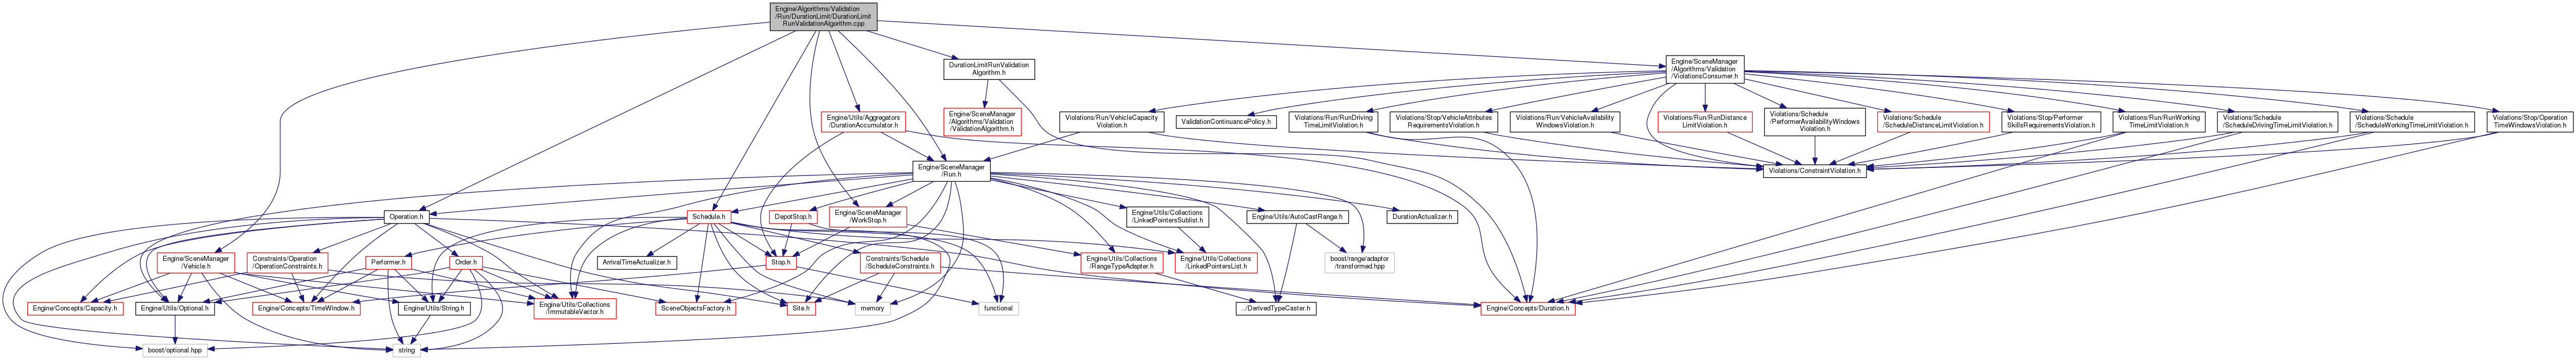 Engine/Algorithms/Validation
/Run/DurationLimit/DurationLimit
RunValidationAlgorithm.cpp
DurationLimitRunValidation
Algorithm.h
Engine/SceneManager
/Algorithms/Validation
/ViolationsConsumer.h
Engine/Utils/Aggregators
/DurationAccumulator.h
Engine/SceneManager
/Algorithms/Validation
/ValidationAlgorithm.h
Violations/Run/VehicleCapacity
Violation.h
ValidationContinuancePolicy.h
Violations/Run/RunDriving
TimeLimitViolation.h
Violations/Stop/VehicleAttributes
RequirementsViolation.h
Violations/Run/VehicleAvailability
WindowsViolation.h
Violations/Run/RunDistance
LimitViolation.h
Violations/Schedule
/PerformerAvailabilityWindows
Violation.h
Violations/Schedule
/ScheduleDistanceLimitViolation.h
Violations/Stop/Performer
SkillsRequirementsViolation.h
Violations/Run/RunWorking
TimeLimitViolation.h
Violations/Schedule
/ScheduleDrivingTimeLimitViolation.h
Violations/Schedule
/ScheduleWorkingTimeLimitViolation.h
Violations/Stop/Operation
TimeWindowsViolation.h
Engine/SceneManager
/Run.h
Violations/ConstraintViolation.h
Operation.h
Schedule.h
DepotStop.h
Engine/SceneManager
/WorkStop.h
Engine/Utils/Collections
/LinkedPointersSublist.h
Engine/Utils/AutoCastRange.h
DurationActualizer.h
Engine/SceneManager
/Vehicle.h
Constraints/Operation
/OperationConstraints.h
Performer.h
Order.h
ArrivalTimeActualizer.h
Stop.h
Constraints/Schedule
/ScheduleConstraints.h
Engine/Utils/Collections
/RangeTypeAdapter.h
Engine/Utils/Collections
/LinkedPointersList.h
boost/range/adaptor
/transformed.hpp
Engine/Concepts/Capacity.h
Engine/Utils/Optional.h
Engine/Concepts/TimeWindow.h
Engine/Utils/String.h
Engine/Utils/Collections
/ImmutableVector.h
SceneObjectsFactory.h
Site.h
memory
functional
../DerivedTypeCaster.h
Engine/Concepts/Duration.h
boost/optional.hpp
string